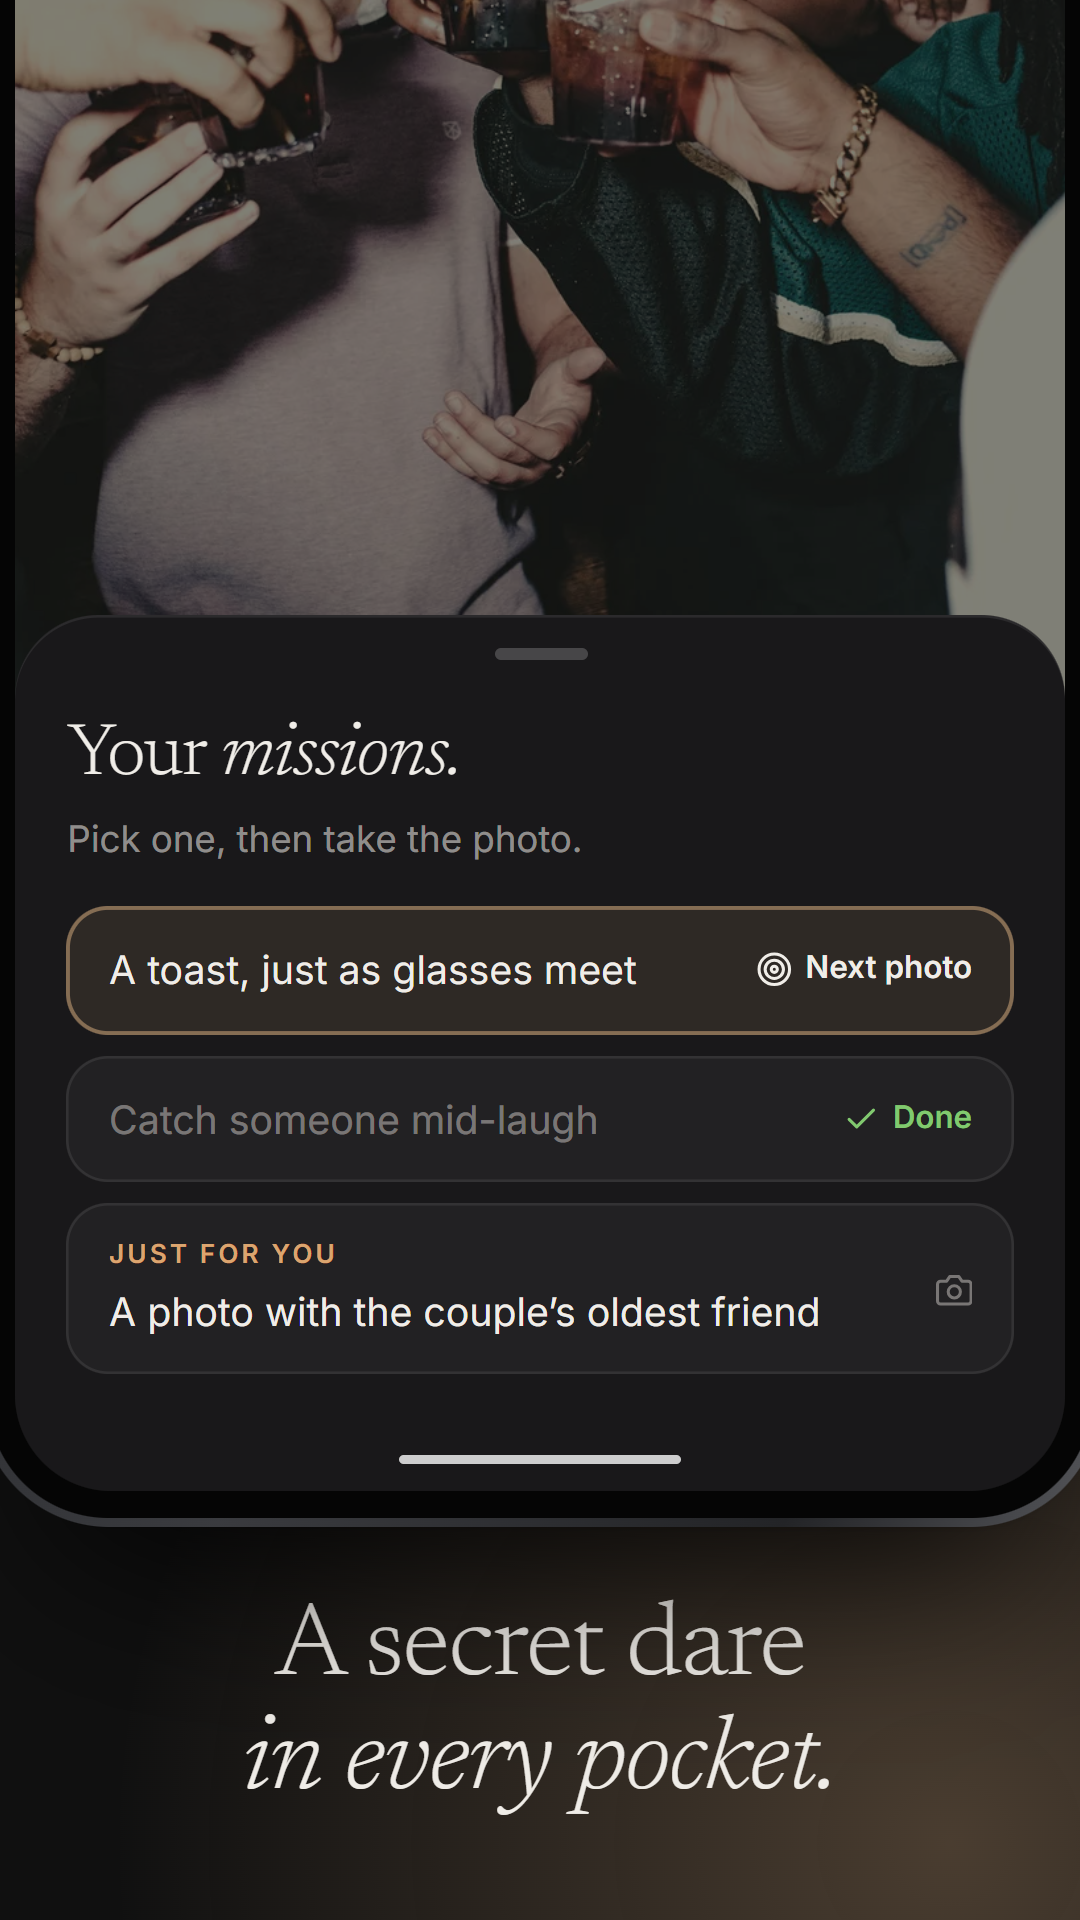 Your missions.
Pick one, then take the photo.
A toast, just as glasses meet
Next photo
Catch someone mid-laugh
Done
JUST FOR YOU
A photo with the couple’s oldest friend
A secret dare
in every pocket.